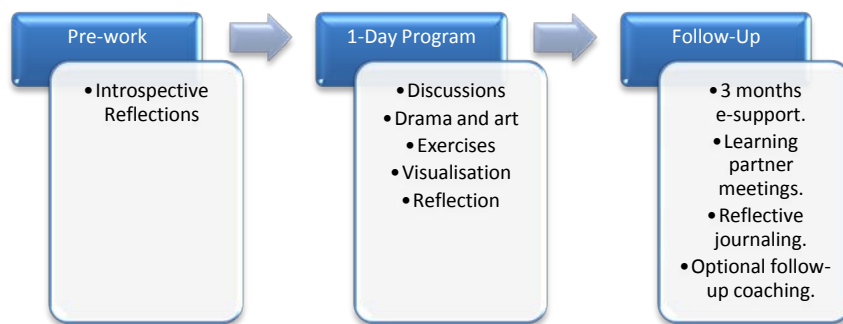 Pre-work
• Introspective
Reflections
1-Day Program
• Discussions
• Drama and art
• Exercises
• Visualisation
• Reflection
Follow-Up
• 3 months
e-support.
• Learning
partner
meetings.
• Reflective
journaling.
• Optional follow-
up coaching.